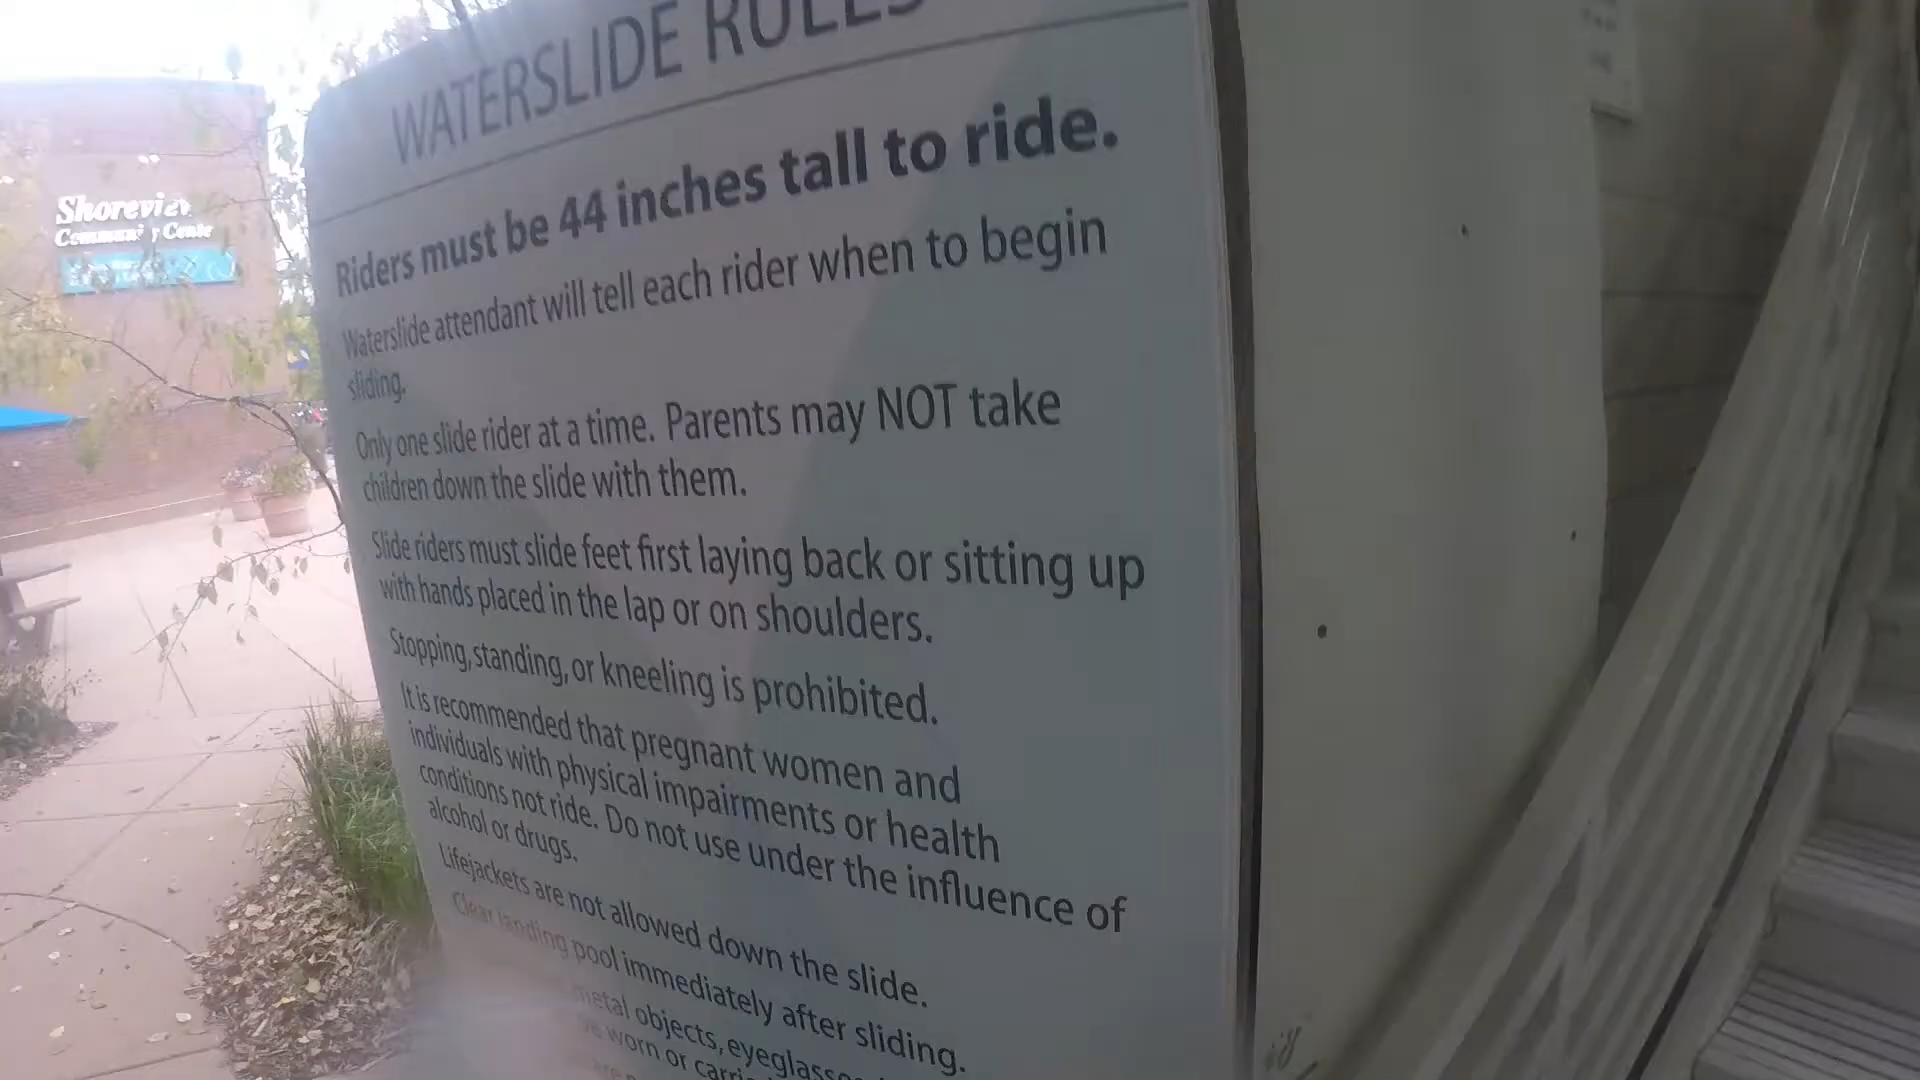 Shoreview
Community Center
WATERSLIDE RULES
Riders must be 44 inches tall to ride.
Waterslide attendant will tell each rider when to begin
sliding.
Only one slide rider at a time. Parents may NOT take
children down the slide with them.
Slide riders must slide feet first laying back or sitting up
with hands placed in the lap or on shoulders.
Stopping, standing, or kneeling is prohibited.
It is recommended that pregnant women and
individuals with physical impairments or health
conditions not ride. Do not use under the influence of
alcohol or drugs.
Lifejackets are not allowed down the slide.
Clear landing pool immediately after sliding.
metal objects,
worn or